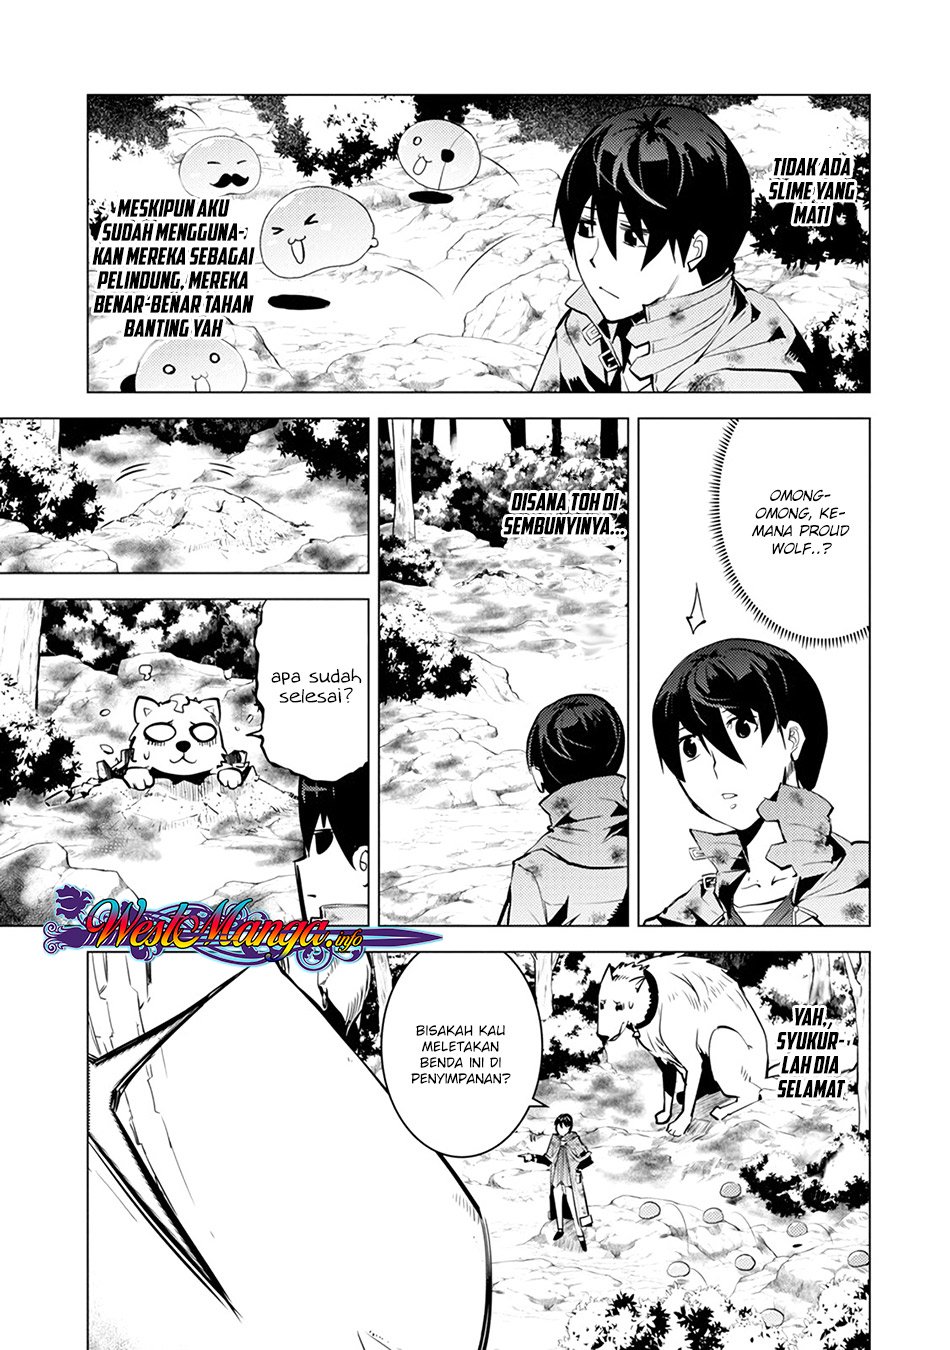 TIDAK ADA
SLIME YANG
MATI
MESKIPUN AKU
SUDAH MENGGUNA-
KAN MEREKA SEBAGAI
PELINDUNG, MEREKA
BENAR-BENAR TAHAN
BANTING YAH
OMONG-
OMONG, KE-
MANA PROUD
WOLF..?
DISANA TOH DI
SEMBUNYINYA...
apa sudah
selesai?
WestManga.info
YAH,,
SYUKUR-
LAH DIA
SELAMAT
BISAKAH KAU
MELETAKAN
BENDA INI DI
PENYIMPANAN?